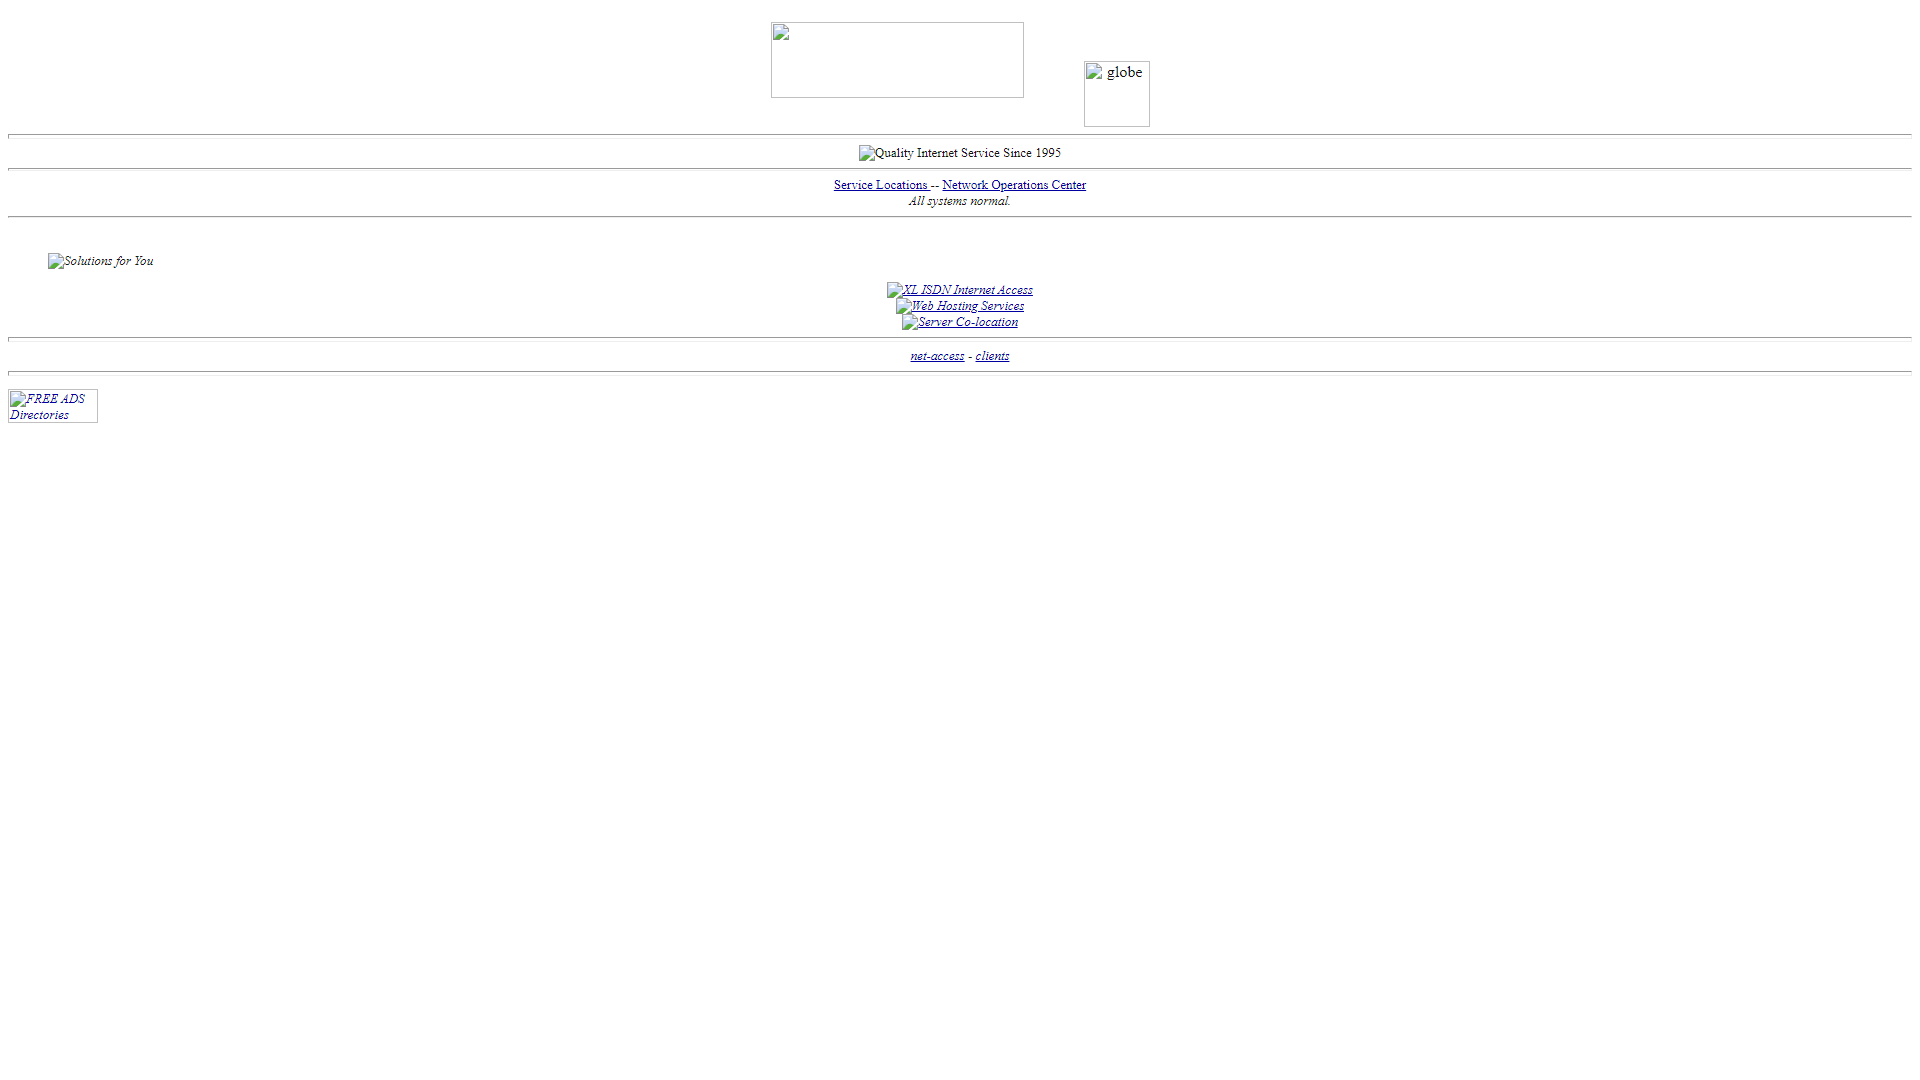 globe
Quality Internet Service Since 1995
Service Locations -- Network Operations Center
All systems normal.
Solutions for You
XL ISDN Internet Access
Web Hosting Services
Server Co-location
net-access - clients
FREE ADS
Directories